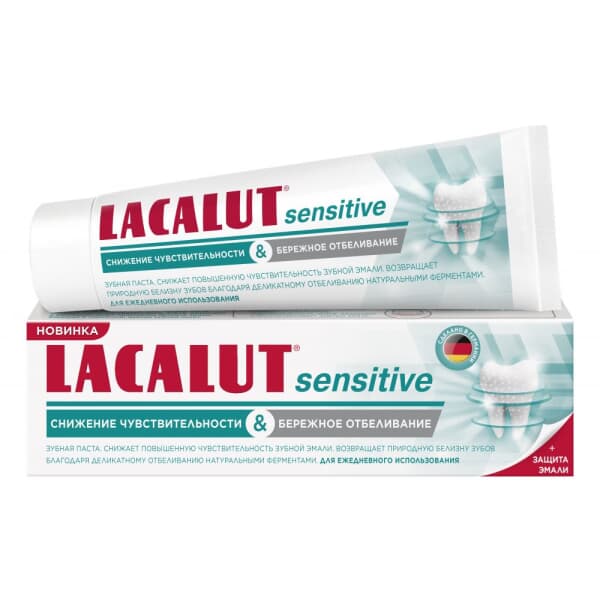 LACALUT® sensitive
СНИЖЕНИЕ ЧУВСТВИТЕЛЬНОСТИ & БЕРЕЖНОЕ ОТБЕЛИВАНИЕ
ЗУБНАЯ ПАСТА, СНИЖАЕТ ПОВЫШЕННУЮ ЧУВСТВИТЕЛЬНОСТЬ ЗУБНОЙ ЭМАЛИ. ВОЗВРАЩАЕТ
ПРИРОДНУЮ БЕЛИЗНУ ЗУБОВ БЛАГОДАРЯ ДЕЛИКАТНОМУ ОТБЕЛИВАНИЮ НАТУРАЛЬНЫМИ ФЕРМЕНТАМИ.
ДЛЯ ЕЖЕДНЕВНОГО ИСПОЛЬЗОВАНИЯ
НОВИНКА
СДЕЛАНО В ГЕРМАНИИ
LACALUT® sensitive
СНИЖЕНИЕ ЧУВСТВИТЕЛЬНОСТИ & БЕРЕЖНОЕ ОТБЕЛИВАНИЕ
ЗУБНАЯ ПАСТА, СНИЖАЕТ ПОВЫШЕННУЮ ЧУВСТВИТЕЛЬНОСТЬ ЗУБНОЙ ЭМАЛИ. ВОЗВРАЩАЕТ ПРИРОДНУЮ БЕЛИЗНУ ЗУБОВ
БЛАГОДАРЯ ДЕЛИКАТНОМУ ОТБЕЛИВАНИЮ НАТУРАЛЬНЫМИ ФЕРМЕНТАМИ. ДЛЯ ЕЖЕДНЕВНОГО ИСПОЛЬЗОВАНИЯ
+
ЗАЩИТА
ЭМАЛИ